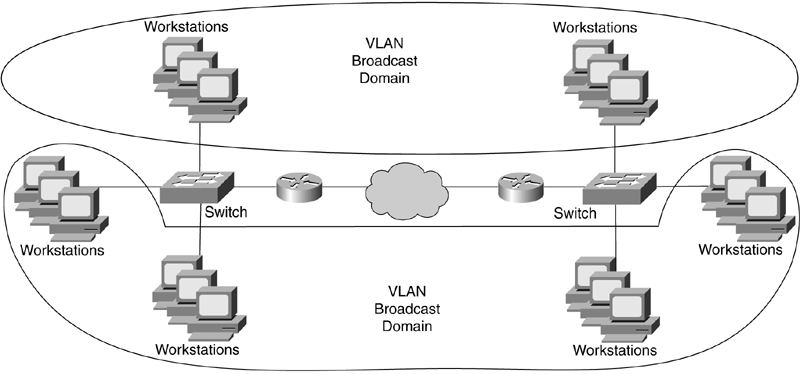 Workstations
VLAN
Broadcast
Domain
Workstations
Switch
Switch
Workstations
Workstations
VLAN
Broadcast
Domain
Workstations
Workstations